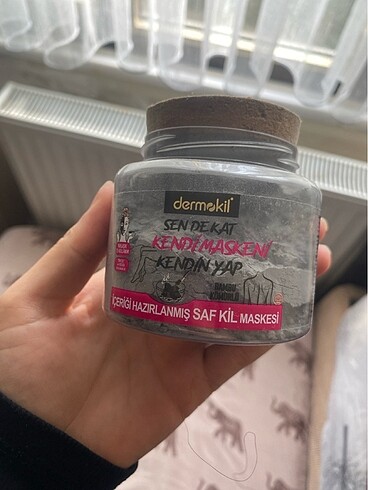 dermokil
SEN DE KAT
KENDİ MASKENİ
KENDİN YAP
BAMBU
KÖMÜRLÜ
İÇERİĞİ HAZIRLANMIŞ SAF KİL MASKESİ